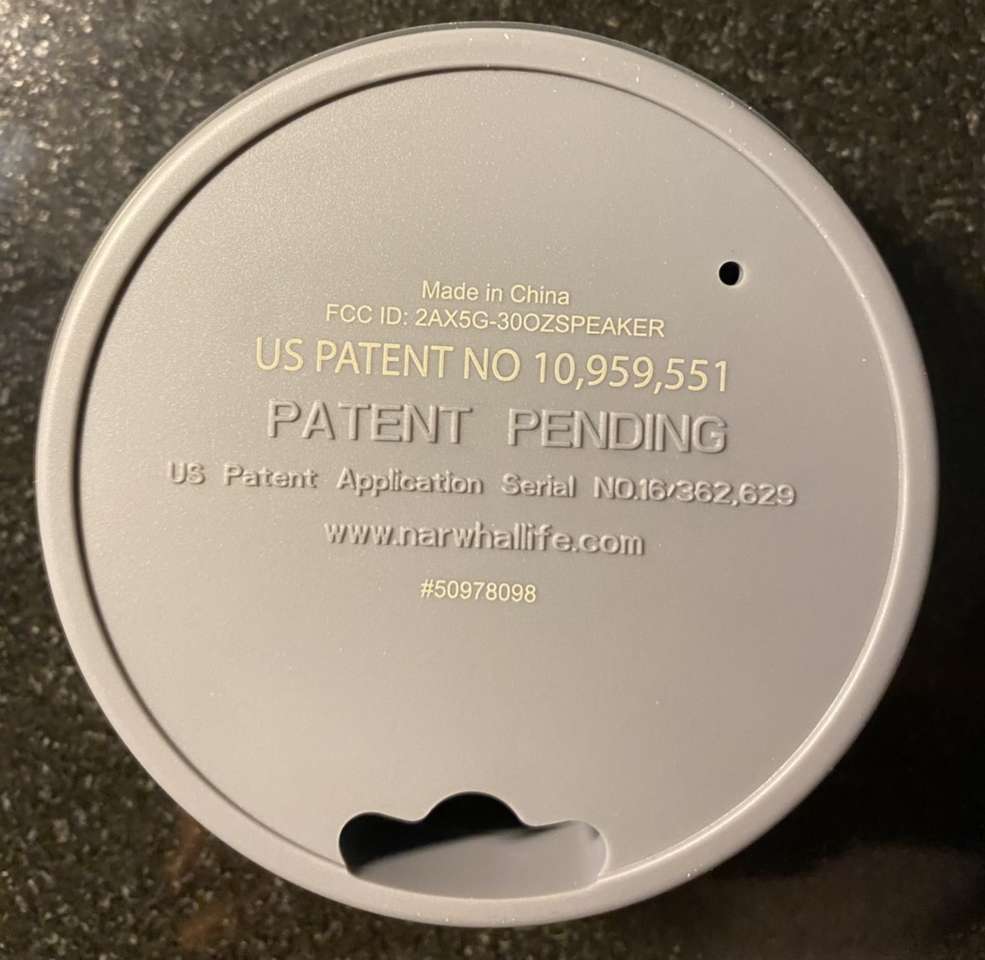 Made in China
FCC ID: 2AX5G-30OZSPEAKER
US PATENT NO 10,959,551
PATENT PENDING
US Patent Application Serial NO.16/362,629
www.narwhallife.com
#50978098